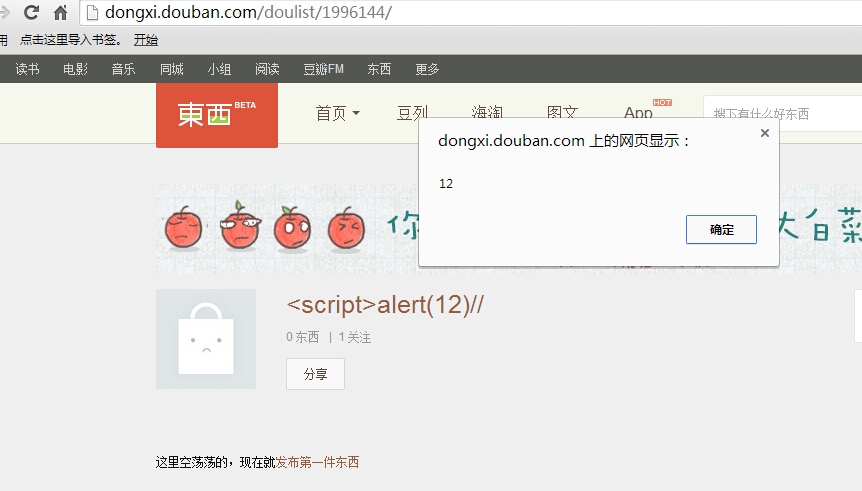 dongxi.douban.com/doulist/1996144/
用 点击这里导入书签。 开始
读书 电影 音乐 同城 小组 阅读 豆瓣FM 东西 更多
東西 BETA 首页 豆列 海淘 图文 App HOT 搜下有什么好东西
dongxi.douban.com 上的网页显示：
12
确定
你 大白菜
<script>alert(12)//
0 东西 | 1 关注
分享
这里空荡荡的，现在就发布第一件东西